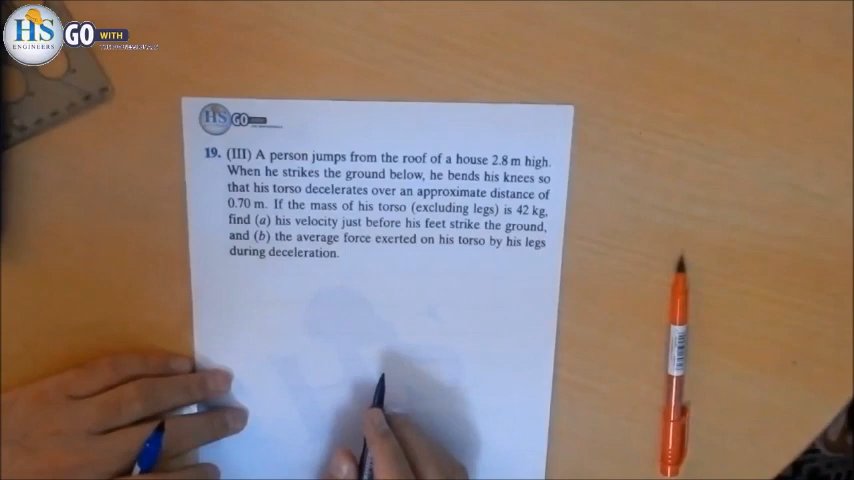 HS
ENGINEERS
GO WITH
HS GO
19. (III) A person jumps from the roof of a house 2.8 m high.
When he strikes the ground below, he bends his knees so
that his torso decelerates over an approximate distance of
0.70 m. If the mass of his torso (excluding legs) is 42 kg,
find (a) his velocity just before his feet strike the ground,
and (b) the average force exerted on his torso by his legs
during deceleration.